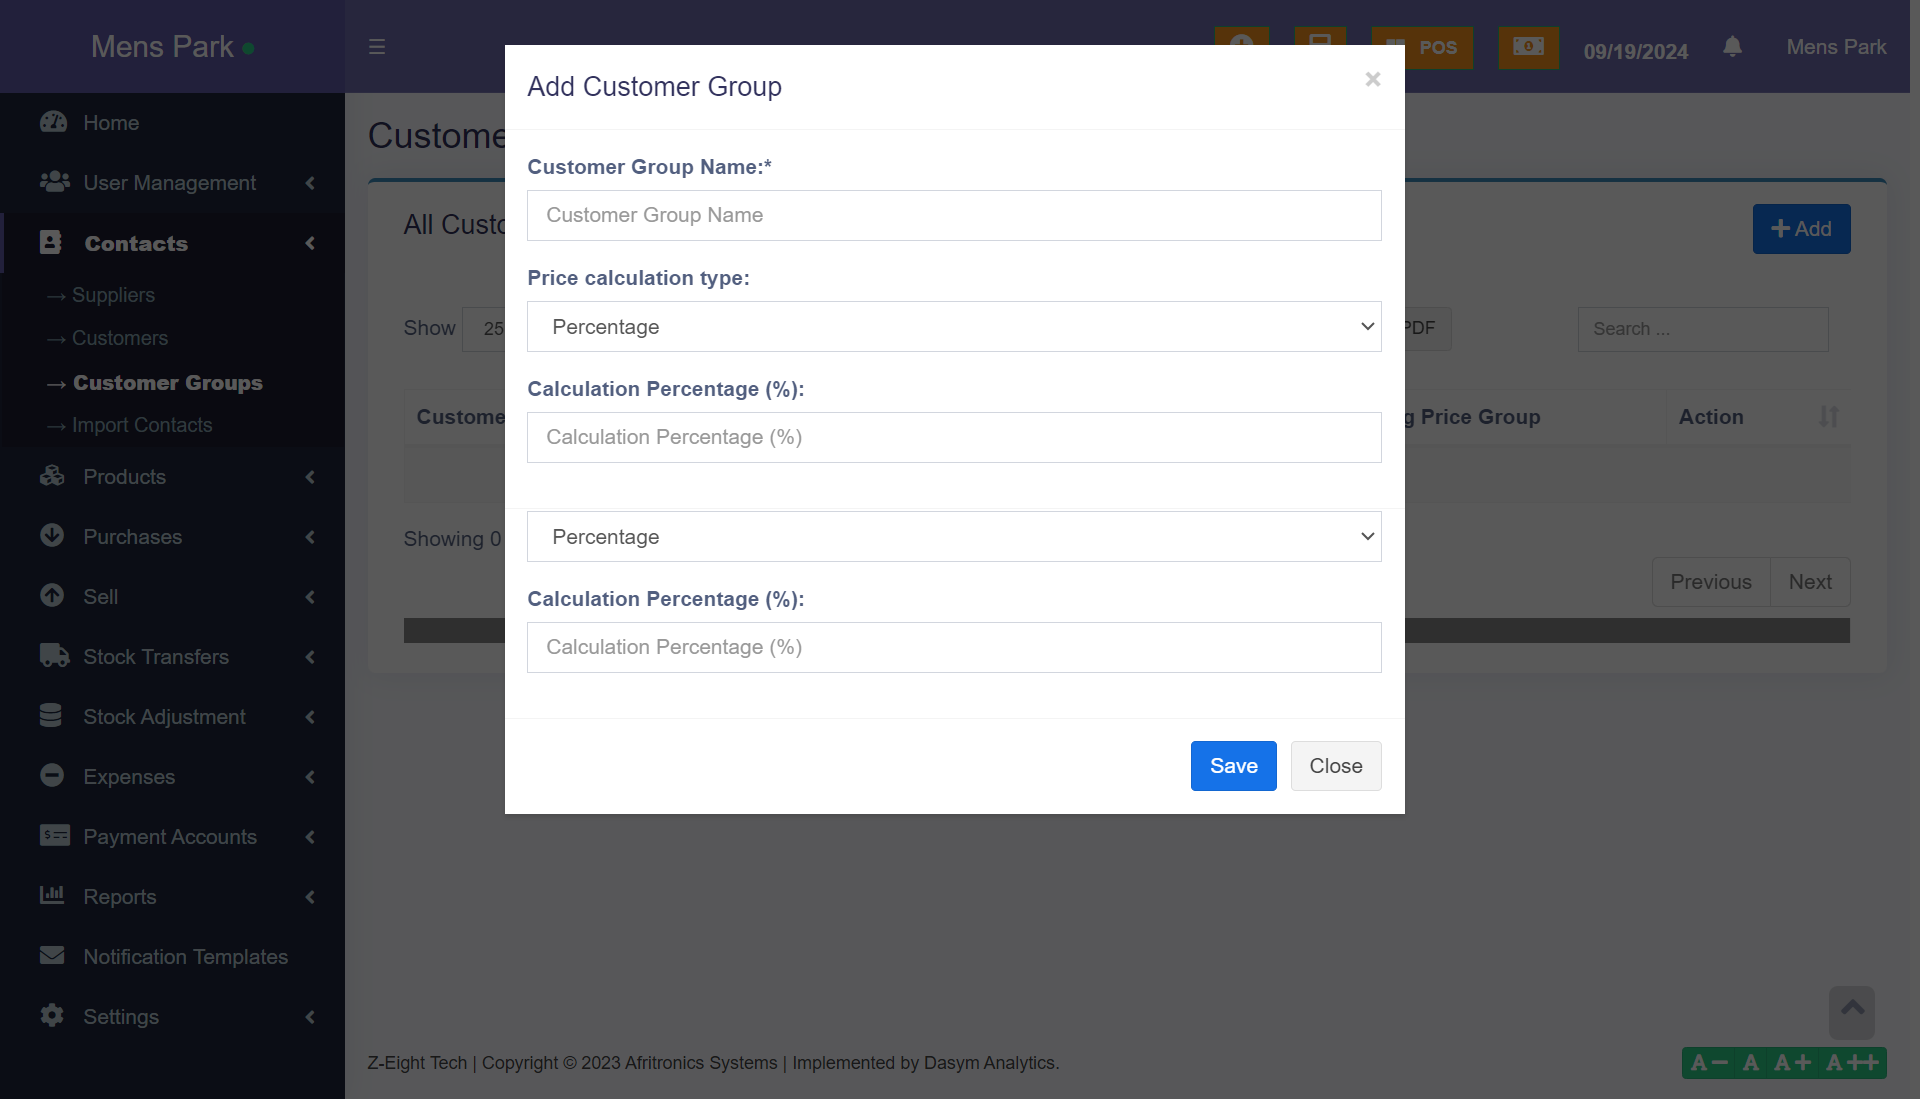 Mens Park
POS
09/19/2024
Mens Park
Home
User Management
Contacts
→ Suppliers
→ Customers
→ Customer Groups
→ Import Contacts
Products
Purchases
Sell
Stock Transfers
Stock Adjustment
Expenses
Payment Accounts
Reports
Notification Templates
Settings
Custome
All Custo
Add
Show 25
PDF
Search ...
Custome
g Price Group
Action
Showing 0
Previous
Next
Add Customer Group
×
Customer Group Name:*
Customer Group Name
Price calculation type:
Percentage
Calculation Percentage (%):
Calculation Percentage (%)
Percentage
Calculation Percentage (%):
Calculation Percentage (%)
Save
Close
Z-Eight Tech | Copyright © 2023 Afritronics Systems | Implemented by Dasym Analytics.
A− A A+ A++